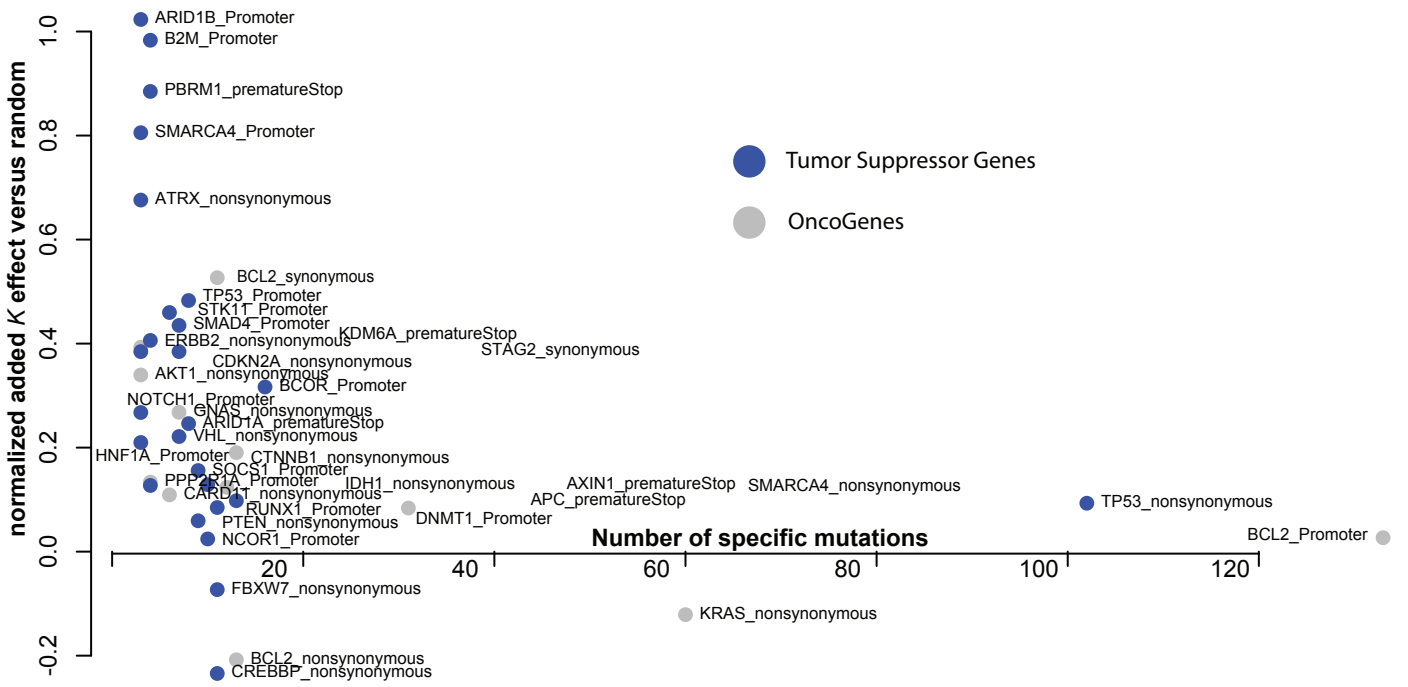 ARID1B_Promoter
B2M_Promoter
PBRM1_prematureStop
SMARCA4_Promoter
ATRX_nonsynonymous
Tumor Suppressor Genes
OncoGenes
BCL2_synonymous
TP53_Promoter
STK11_Promoter
SMAD4_Promoter
KDM6A_prematureStop
ERBB2_nonsynonymous
STAG2_synonymous
CDKN2A_nonsynonymous
AKT1_nonsynonymous
BCOR_Promoter
NOTCH1_Promoter
GNAS_nonsynonymous
ARID1A_prematureStop
VHL_nonsynonymous
HNF1A_Promoter
CTNNB1_nonsynonymous
SOCS1_Promoter
PPP2R1A_Promoter
IDH1_nonsynonymous
AXIN1_prematureStop
SMARCA4_nonsynonymous
CARD11_nonsynonymous
APC_prematureStop
TP53_nonsynonymous
RUNX1_Promoter
DNMT1_Promoter
PTEN_nonsynonymous
NCOR1_Promoter
BCL2_Promoter
Number of specific mutations
20 40 60 80 100 120
FBXW7_nonsynonymous
KRAS_nonsynonymous
BCL2_nonsynonymous
CREBBP_nonsynonymous
normalized added K effect versus random
1.0
0.8
0.6
0.4
0.2
0.0
-0.2